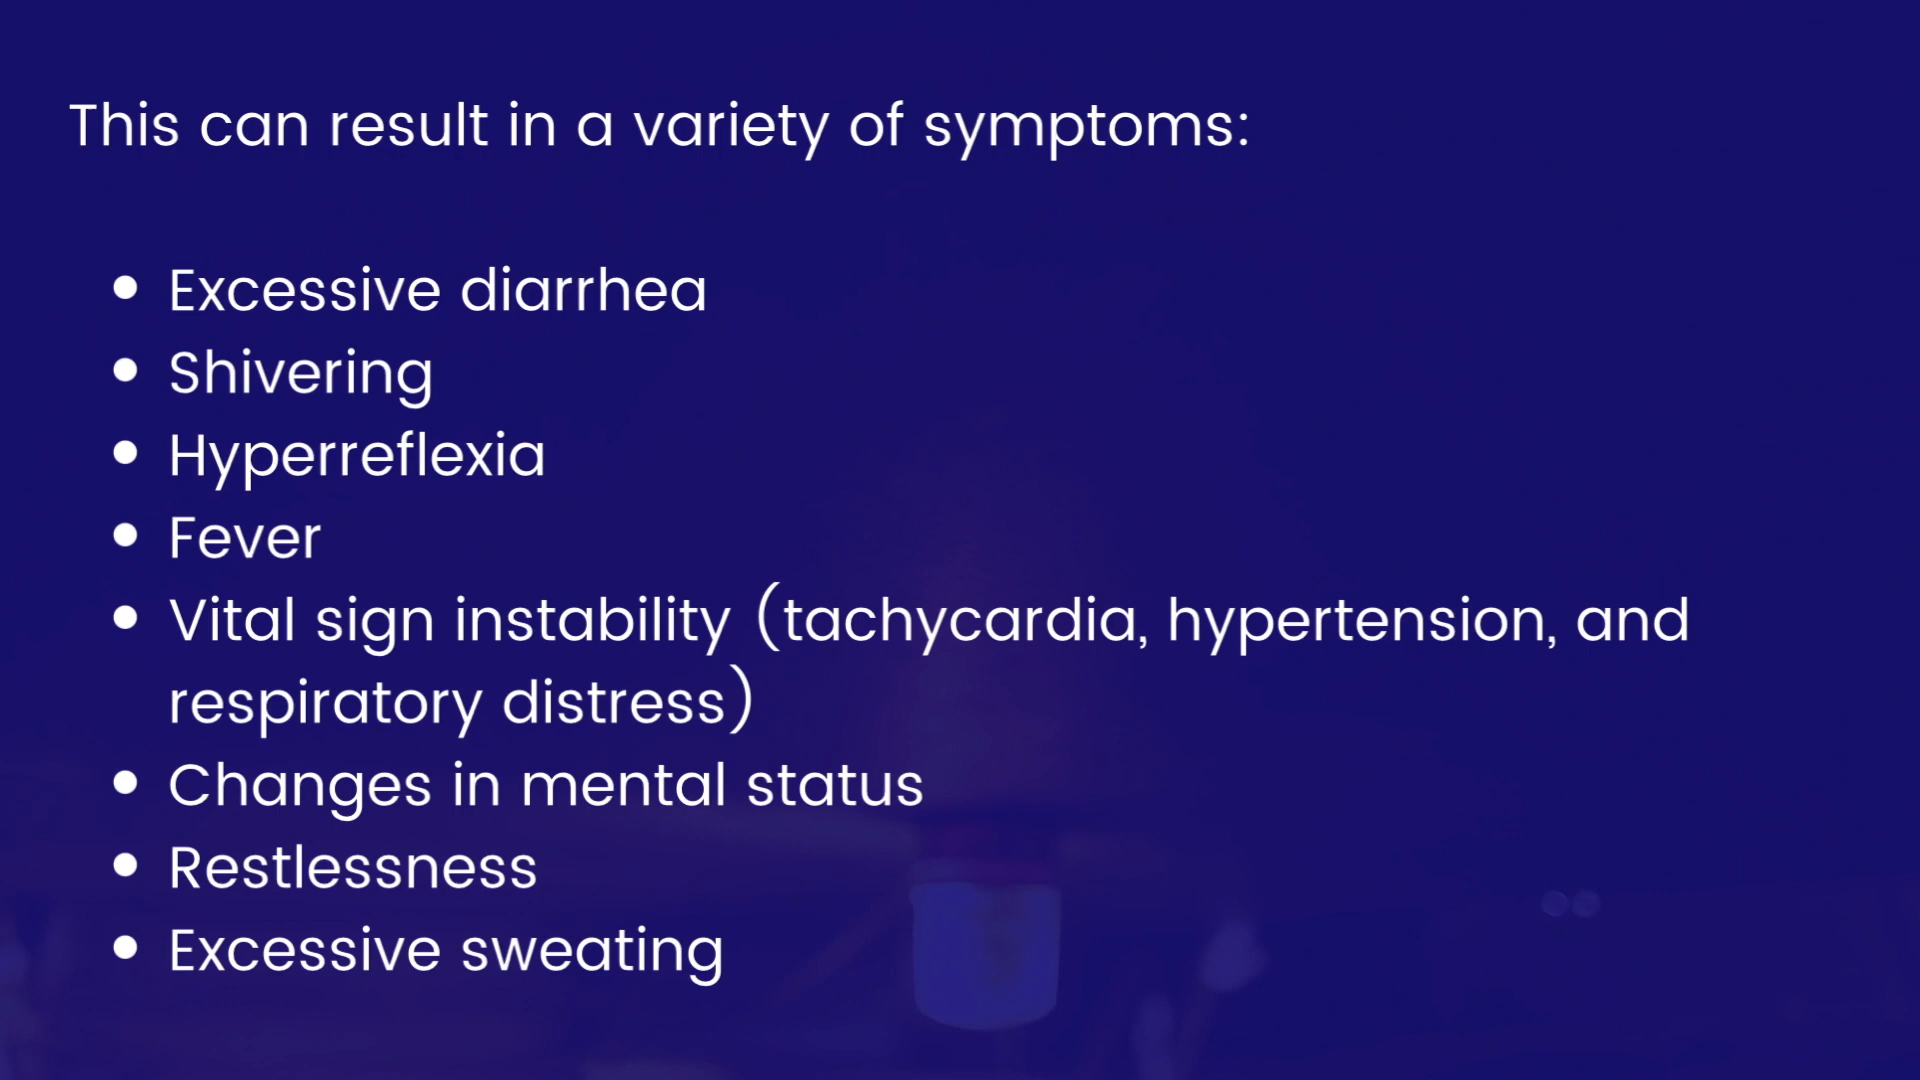 This can result in a variety of symptoms:
• Excessive diarrhea
• Shivering
• Hyperreflexia
• Fever
• Vital sign instability (tachycardia, hypertension, and
respiratory distress)
• Changes in mental status
• Restlessness
• Excessive sweating